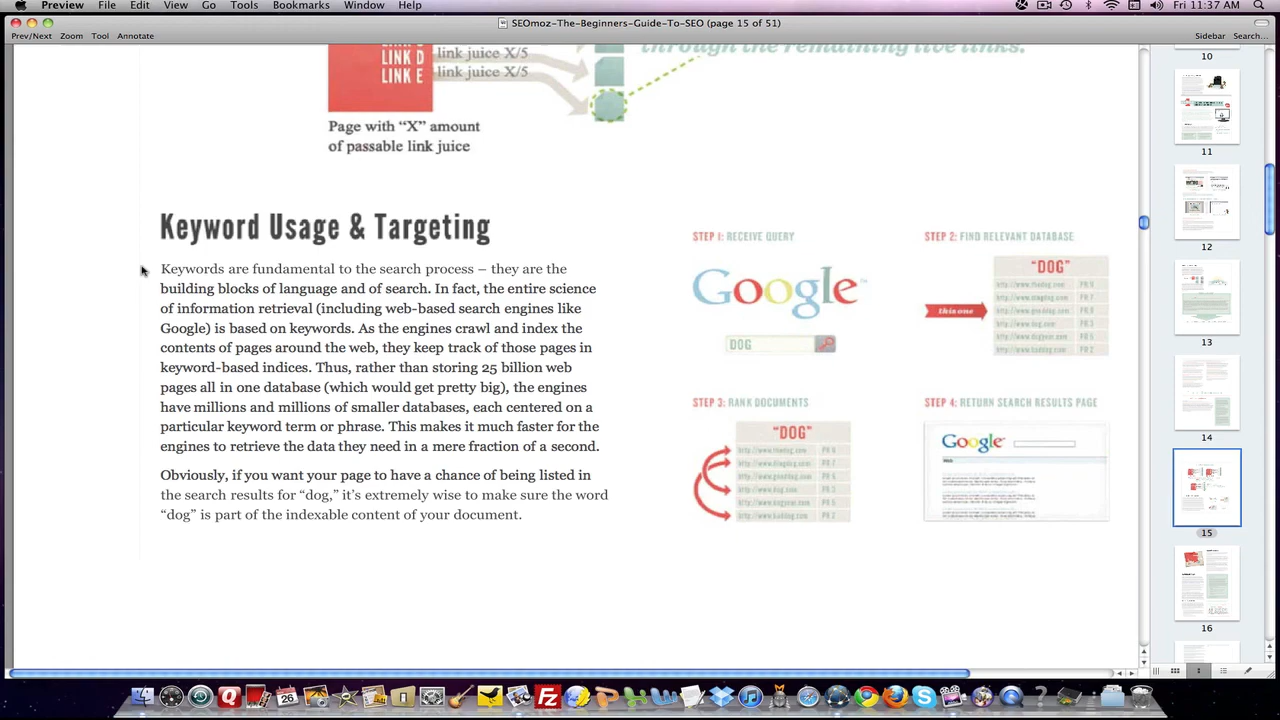 Preview File Edit View Go Tools Bookmarks Window Help Fri 11:37 AM
SEOmoz-The-Beginners-Guide-To-SEO (page 15 of 51)
Prev/Next Zoom Tool Annotate Sidebar Search...
through the remaining live links.
LINK D link juice X/5
LINK E link juice X/5
Page with “X” amount
of passable link juice
Keyword Usage & Targeting
Keywords are fundamental to the search process – they are the
building blocks of language and of search. In fact, the entire science
of information retrieval (including web-based search engines like
Google) is based on keywords. As the engines crawl and index the
contents of pages around the web, they keep track of those pages in
keyword-based indices. Thus, rather than storing 25 billion web
pages all in one database (which would get pretty big), the engines
have millions and millions of smaller databases, each centered on a
particular keyword term or phrase. This makes it much faster for the
engines to retrieve the data they need in a mere fraction of a second.
Obviously, if you want your page to have a chance of being listed in
the search results for “dog,” it’s extremely wise to make sure the word
“dog” is part of the indexable content of your document.
STEP 1: RECEIVE QUERY
Google
DOG
STEP 2: FIND RELEVANT DATABASE
“DOG”
this one
STEP 3: RANK DOCUMENTS
“DOG”
STEP 4: RETURN SEARCH RESULTS PAGE
Google
10
11
12
13
14
15
16